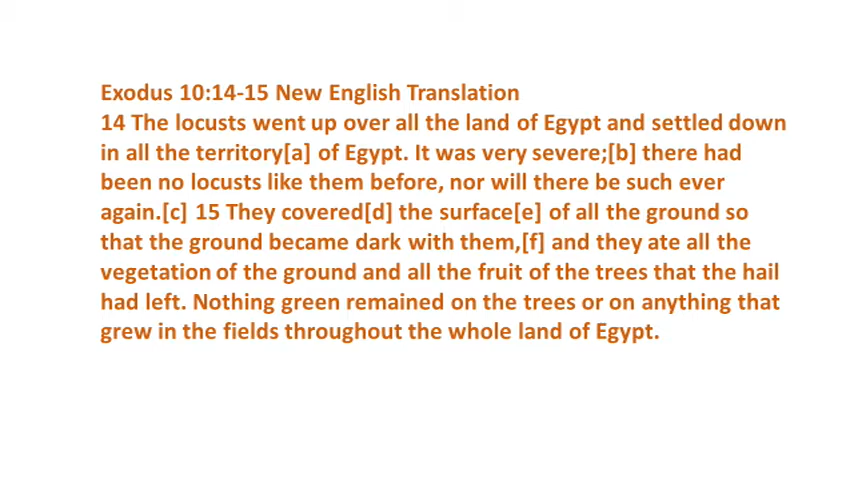 Exodus 10:14-15 New English Translation
14 The locusts went up over all the land of Egypt and settled down
in all the territory[a] of Egypt. It was very severe;[b] there had
been no locusts like them before, nor will there be such ever
again.[c] 15 They covered[d] the surface[e] of all the ground so
that the ground became dark with them,[f] and they ate all the
vegetation of the ground and all the fruit of the trees that the hail
had left. Nothing green remained on the trees or on anything that
grew in the fields throughout the whole land of Egypt.